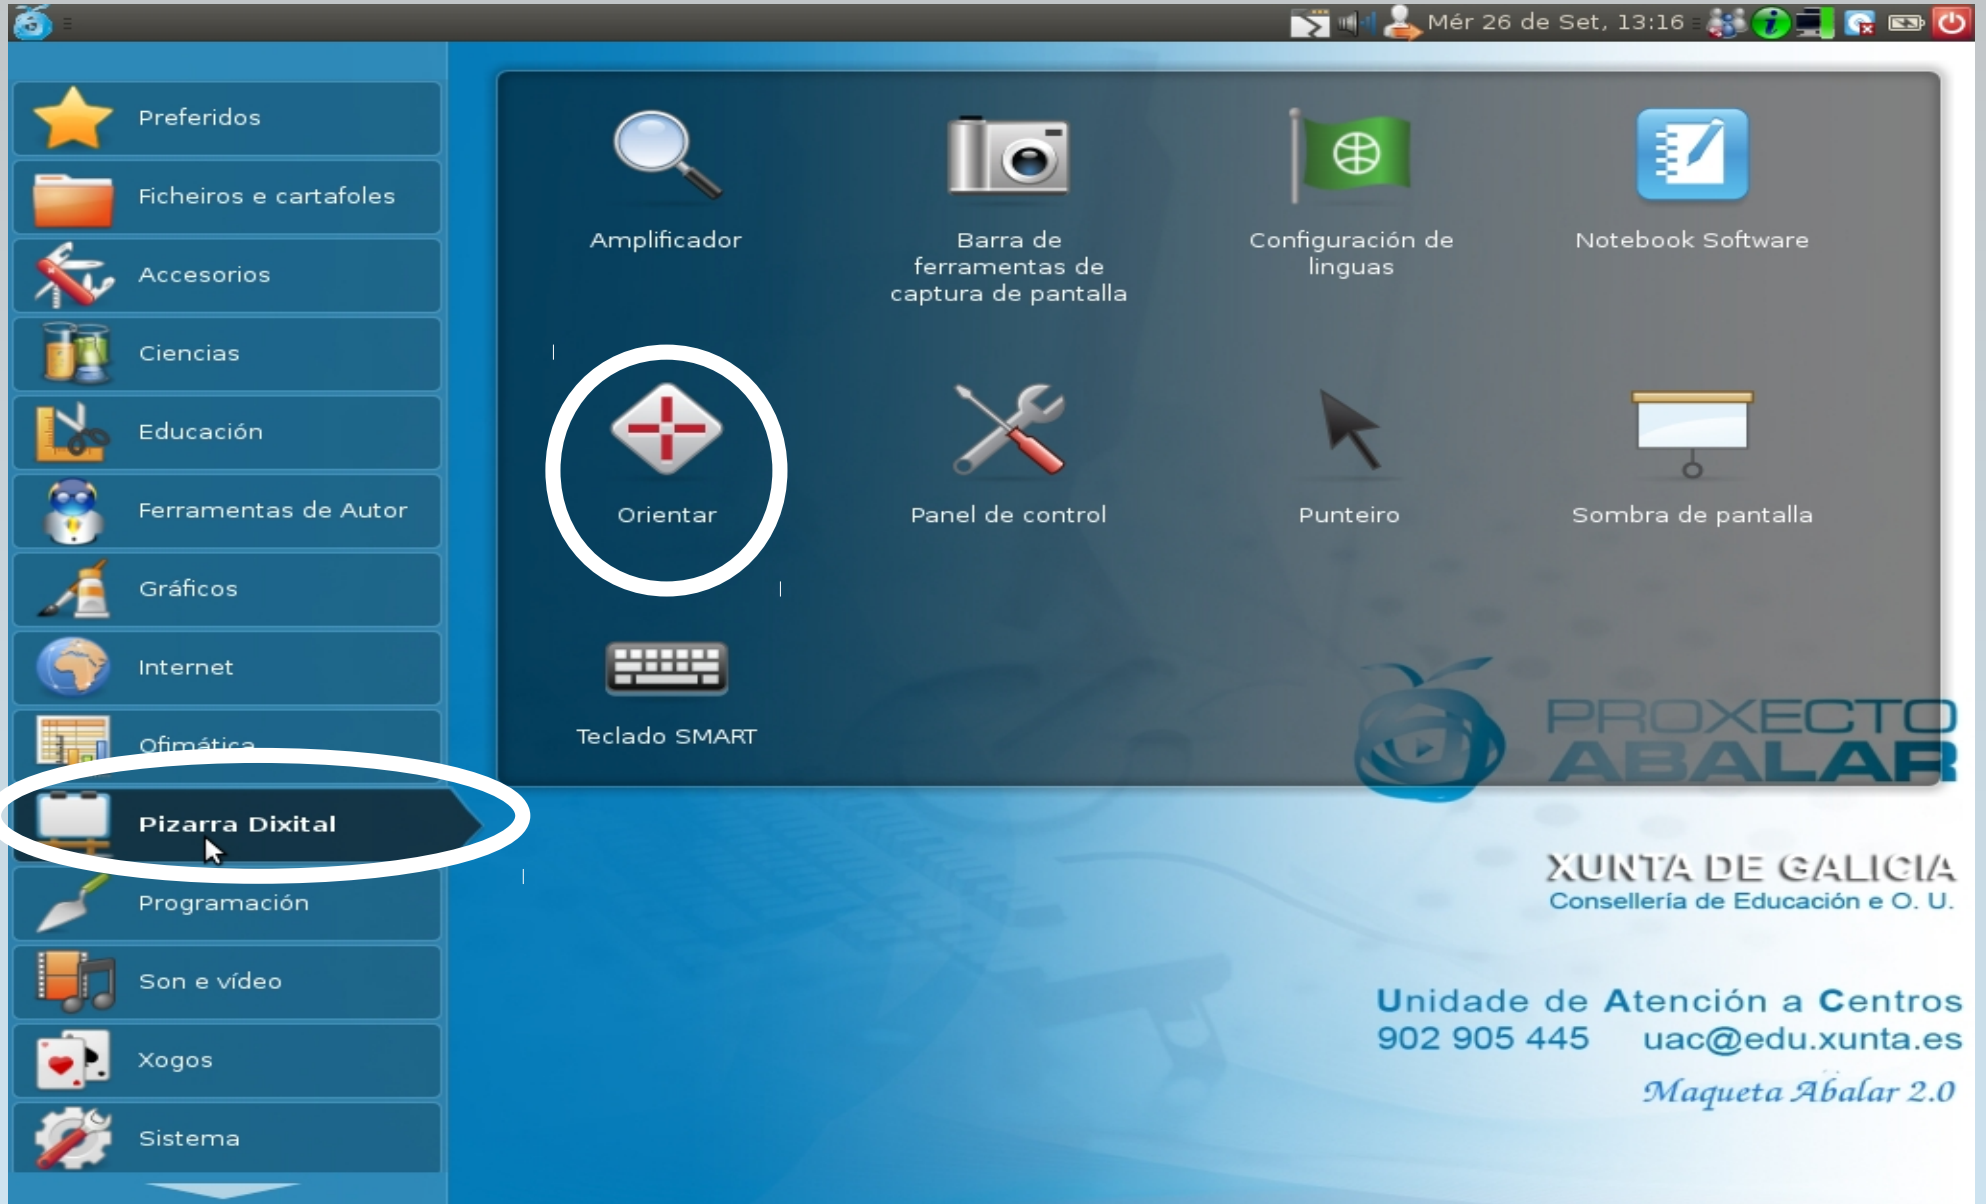 Mér 26 de Set, 13:16
Preferidos
Ficheiros e cartafoles
Accesorios
Ciencias
Educación
Ferramentas de Autor
Gráficos
Internet
Ofimática
Pizarra Dixital
Programación
Son e vídeo
Xogos
Sistema
Amplificador
Barra de
ferramentas de
captura de pantalla
Configuración de
linguas
Notebook Software
Orientar
Panel de control
Punteiro
Sombra de pantalla
Teclado SMART
PROXECTO
ABALAR
XUNTA DE GALICIA
Consellería de Educación e O. U.
Unidade de Atención a Centros
902 905 445 uac@edu.xunta.es
Maqueta Abalar 2.0